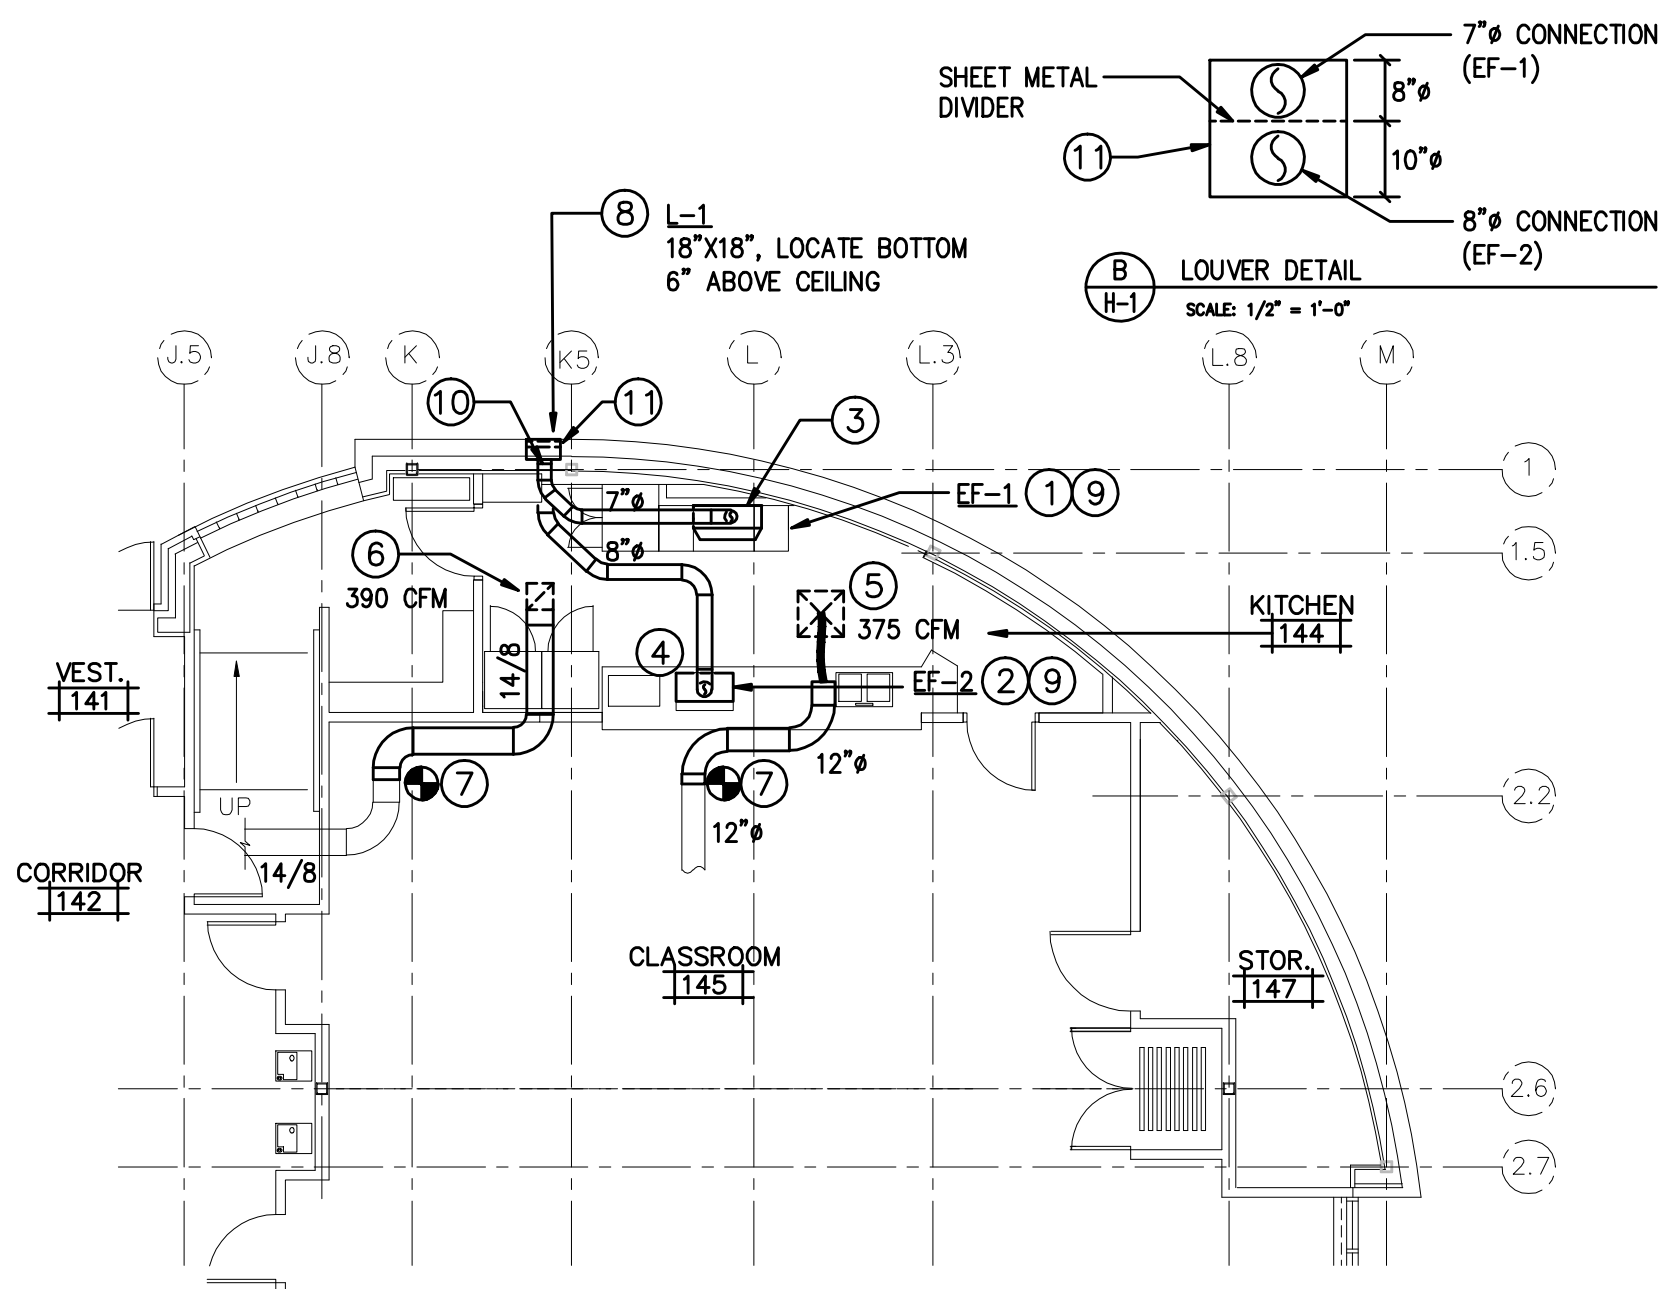 7"ø CONNECTION
(EF-1)
SHEET METAL
DIVIDER
8"ø
11
10"ø
8"ø CONNECTION
(EF-2)
B
H-1
LOUVER DETAIL
SCALE: 1/2" = 1'-0"
8
L-1
18"X18", LOCATE BOTTOM
6" ABOVE CEILING
J.5
J.8
K
K5
L
L.3
L.8
M
10
11
3
1
7"ø
EF-1
1
9
8"ø
1.5
6
390 CFM
5
375 CFM
KITCHEN
144
14/8
4
EF-2
2
9
VEST.
141
12"ø
7
7
2.2
UP
12"ø
14/8
CORRIDOR
142
CLASSROOM
145
STOR.
147
2.6
2.7